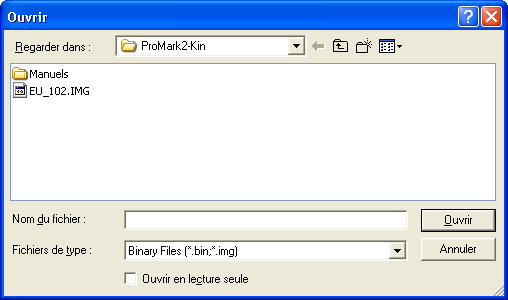 Ouvrir
Regarder dans : ProMark2-Kin
Manuels
EU_102.IMG
Nom du fichier : Ouvrir
Fichiers de type : Binary Files (*.bin;*.img) Annuler
Ouvrir en lecture seule